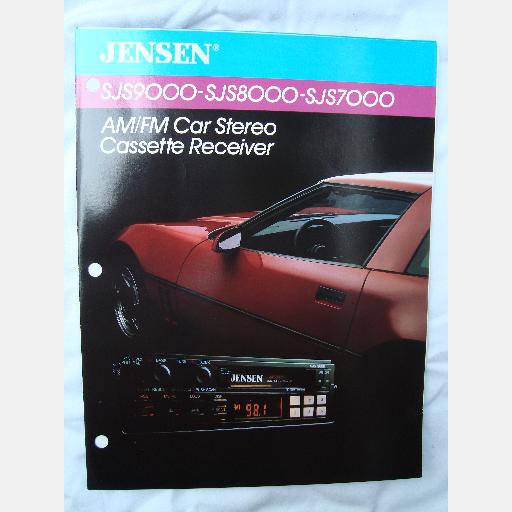 JENSEN®
SJS9000-SJS8000-SJS7000
AM/FM Car Stereo
Cassette Receiver
JENSEN
98.1